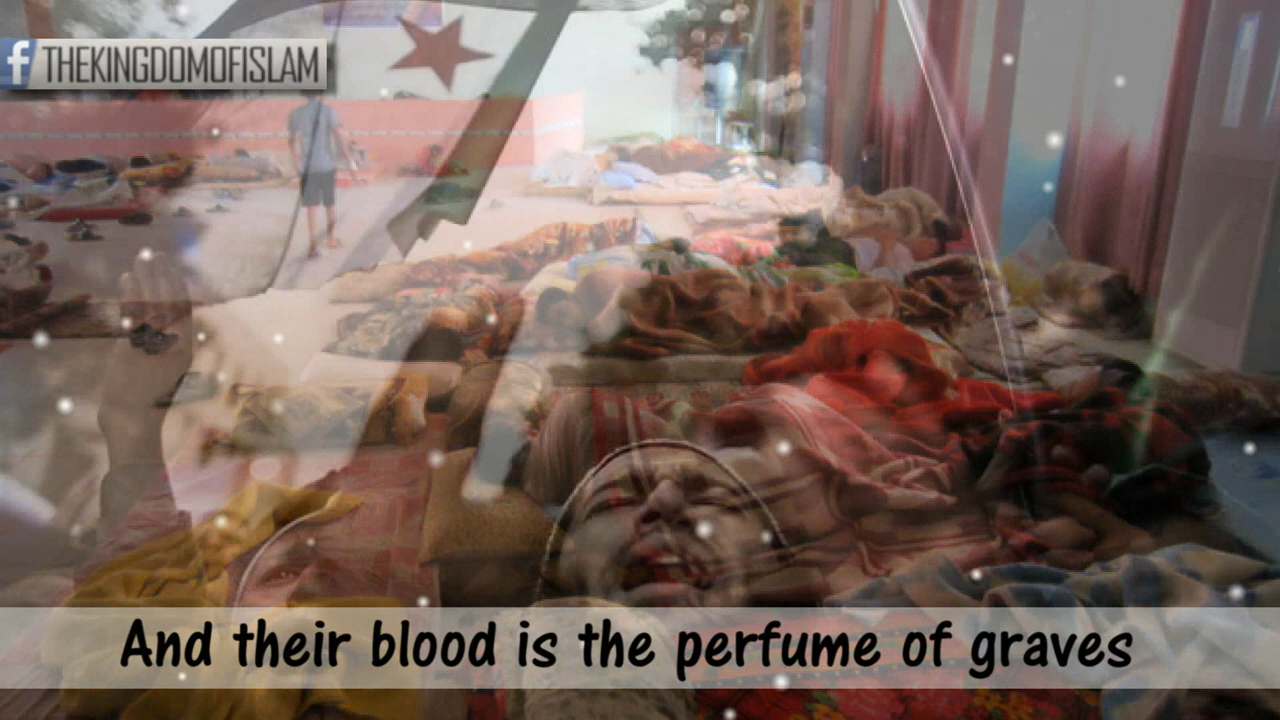 THEKINGDOMOFISLAM
And their blood is the perfume of graves